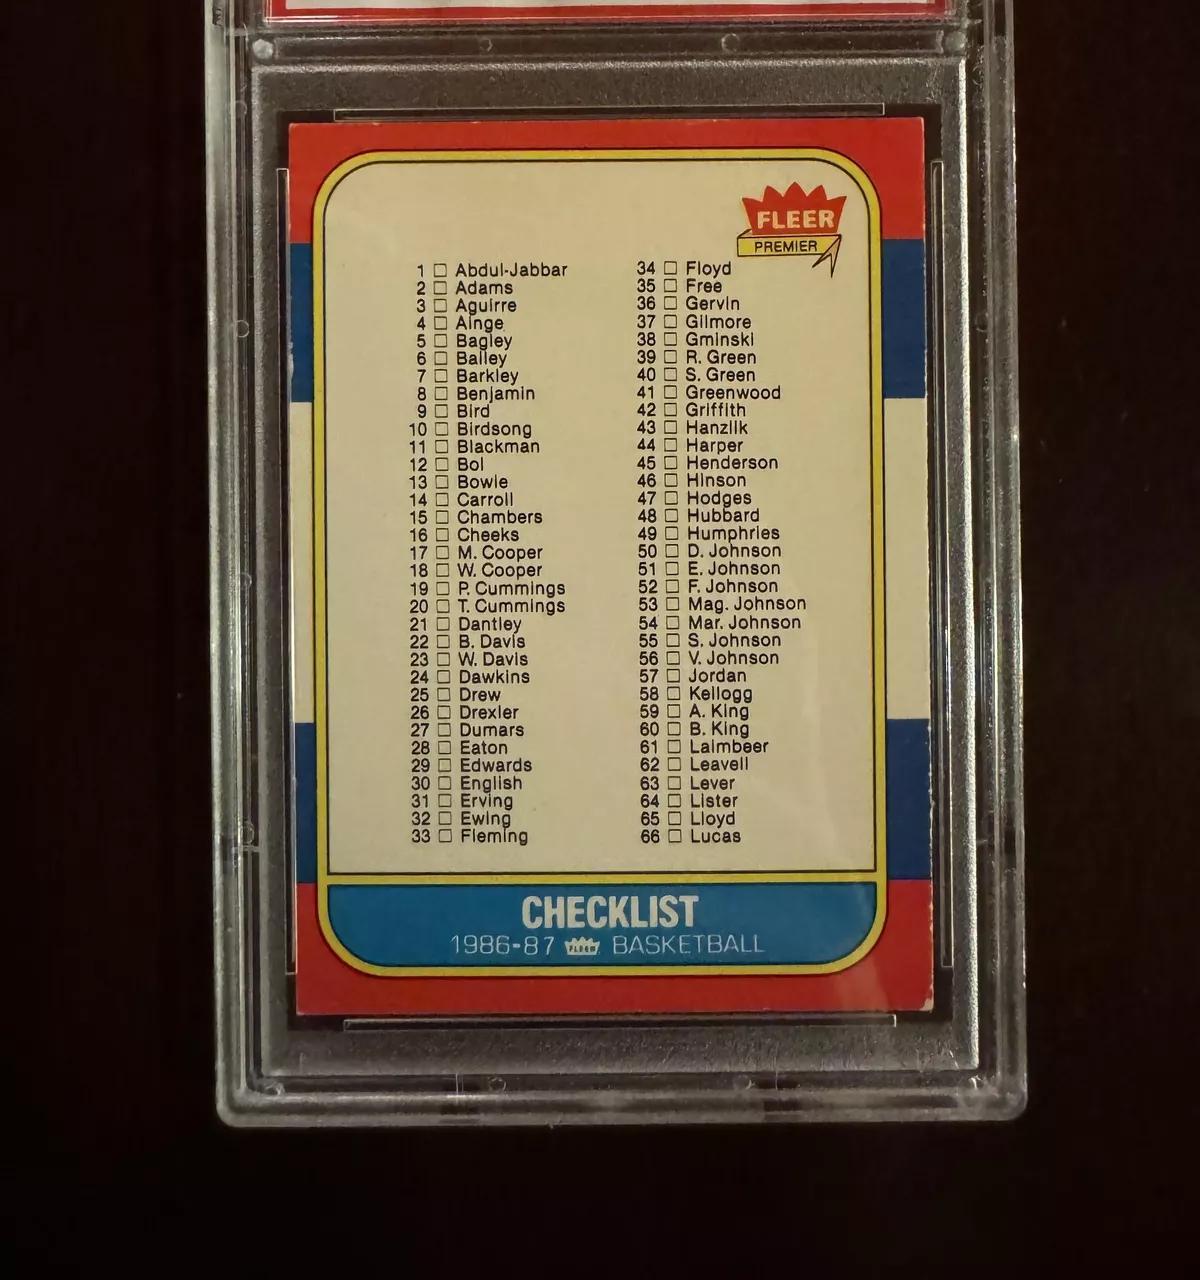 FLEER
PREMIER
1 Abdul-Jabbar
2 Adams
3 Aguirre
4 Ainge
5 Bagley
6 Bailey
7 Barkley
8 Benjamin
9 Bird
10 Birdsong
11 Blackman
12 Bol
13 Bowie
14 Carroll
15 Chambers
16 Cheeks
17 M. Cooper
18 W. Cooper
19 P. Cummings
20 T. Cummings
21 Dantley
22 B. Davis
23 W. Davis
24 Dawkins
25 Drew
26 Drexler
27 Dumars
28 Eaton
29 Edwards
30 English
31 Erving
32 Ewing
33 Fleming
34 Floyd
35 Free
36 Gervin
37 Gilmore
38 Gminski
39 R. Green
40 S. Green
41 Greenwood
42 Griffith
43 Hanzlik
44 Harper
45 Henderson
46 Hinson
47 Hodges
48 Hubbard
49 Humphries
50 D. Johnson
51 E. Johnson
52 F. Johnson
53 Mag. Johnson
54 Mar. Johnson
55 S. Johnson
56 V. Johnson
57 Jordan
58 Kellogg
59 A. King
60 B. King
61 Laimbeer
62 Leavell
63 Lever
64 Lister
65 Lloyd
66 Lucas
CHECKLIST
1986-87 FLEER BASKETBALL